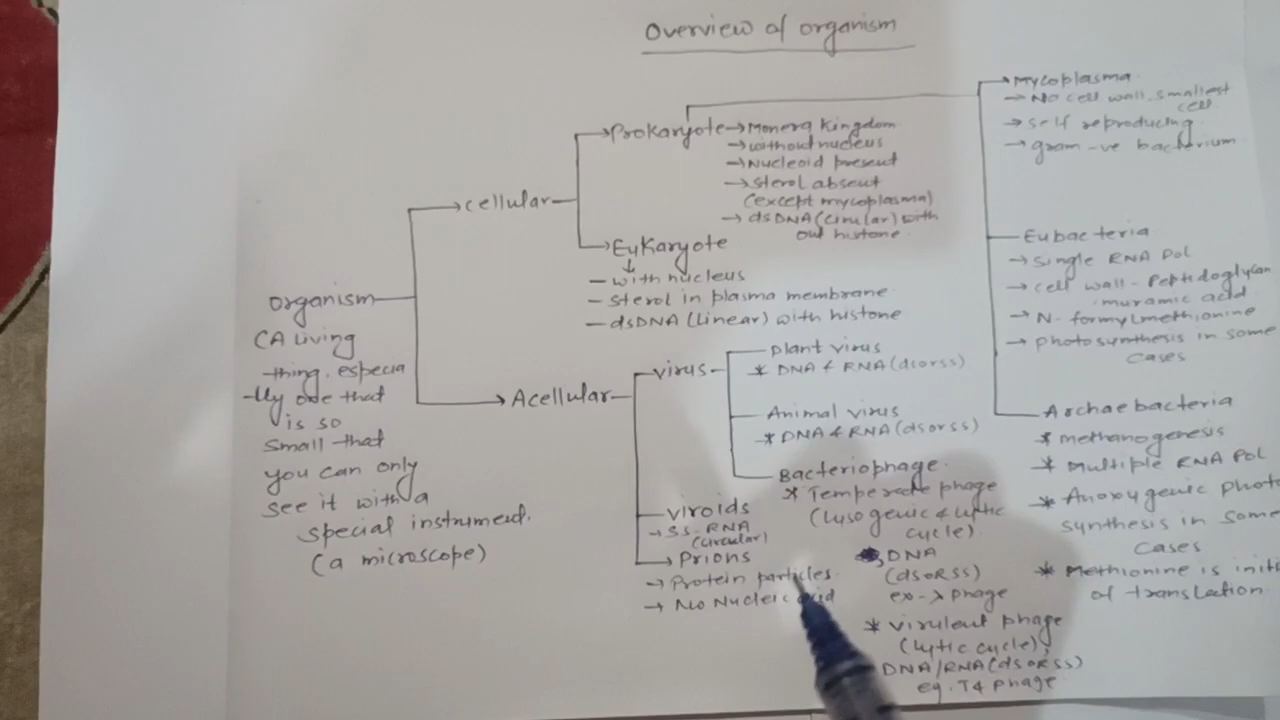 Overview of organism
organism
(A living
thing, especia
-lly one that
is so
small that
you can only
see it with a
special instrument.
(a microscope)
cellular
Prokaryote → Monera kingdom
→ without nucleus
→ Nucleoid present
→ sterol absent
(except mycoplasma)
→ dsDNA (cirular) with
out histone.
Eukaryote
– with nucleus
– sterol in plasma membrane
– dsDNA (linear) with histone
Acellular
virus
plant virus
* DNA & RNA (ds or ss)
Animal virus
* DNA & RNA (ds or ss)
Bacteriophage
* Temperate phage
(lysogenic & lytic
cycle)
DNA
(ds or ss)
ex → λ phage
* virulent phage
(lytic cycle),
DNA/RNA (ds or ss)
eg. T4 phage
viroids
→ ss-RNA
(circular)
Prions
→ Protein particles.
→ No Nucleic acid
Mycoplasma
→ No cell wall, smallest
cell.
→ self reproducing
→ gram -ve bacterium
Eubacteria
→ single RNA pol
→ cell wall - Peptidoglycan
muramic acid
→ N- formylmethionine
→ photosynthesis in some
cases
Archaebacteria
* methanogenesis
* multiple RNA Pol
* Anoxygenic photo
synthesis in some
cases
* Methionine is initi
of translation